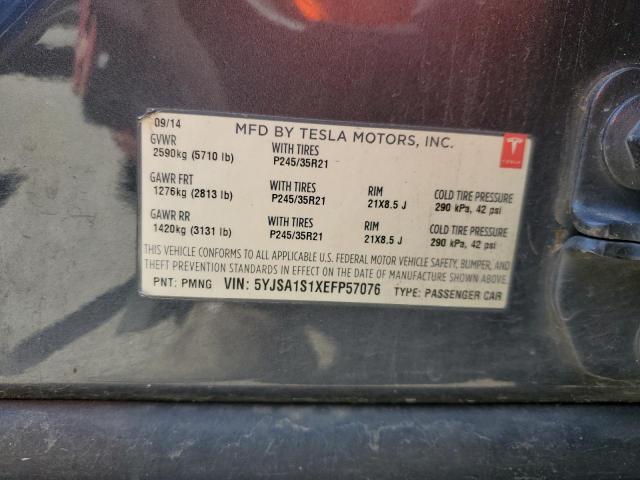 09/14 MFD BY TESLA MOTORS, INC.
GVWR WITH TIRES
2590kg (5710 lb) P245/35R21
TESLA
GAWR FRT WITH TIRES RIM COLD TIRE PRESSURE
1276kg (2813 lb) P245/35R21 21X8.5 J 290 kPa, 42 psi
GAWR RR WITH TIRES RIM COLD TIRE PRESSURE
1420kg (3131 lb) P245/35R21 21X8.5 J 290 kPa, 42 psi
THIS VEHICLE CONFORMS TO ALL APPLICABLE U.S. FEDERAL MOTOR VEHICLE SAFETY, BUMPER, AND
THEFT PREVENTION STANDARDS IN EFFECT ON THE DATE OF MANUFACTURE SHOWN ABOVE.
PNT: PMNG VIN: 5YJSA1S1XEFP57076 TYPE: PASSENGER CAR